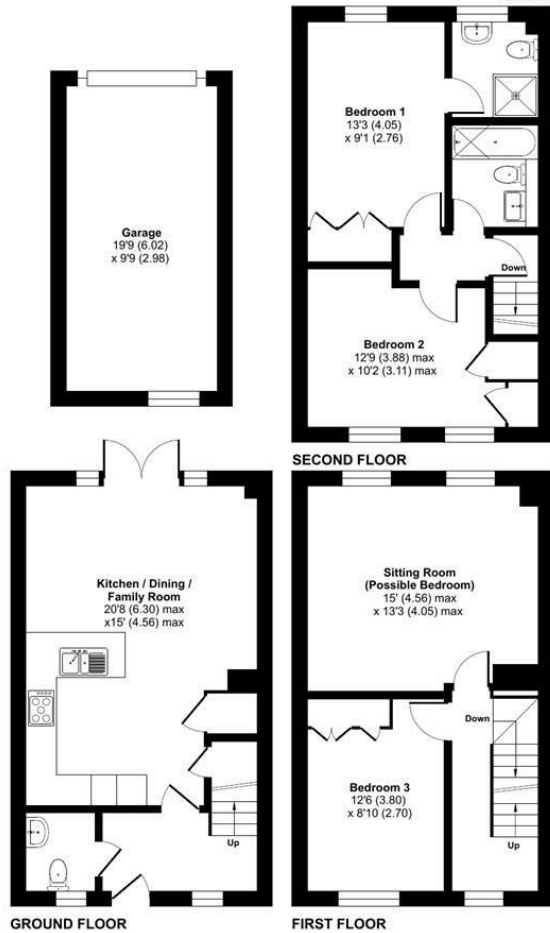 Garage
19'9 (6.02)
x 9'9 (2.98)
Bedroom 1
13'3 (4.05)
x 9'1 (2.76)
Down
Bedroom 2
12'9 (3.88) max
x 10'2 (3.11) max
SECOND FLOOR
Kitchen / Dining /
Family Room
20'8 (6.30) max
x15' (4.56) max
Up
GROUND FLOOR
Sitting Room
(Possible Bedroom)
15' (4.56) max
x 13'3 (4.05) max
Down
Bedroom 3
12'6 (3.80)
x 8'10 (2.70)
Up
FIRST FLOOR